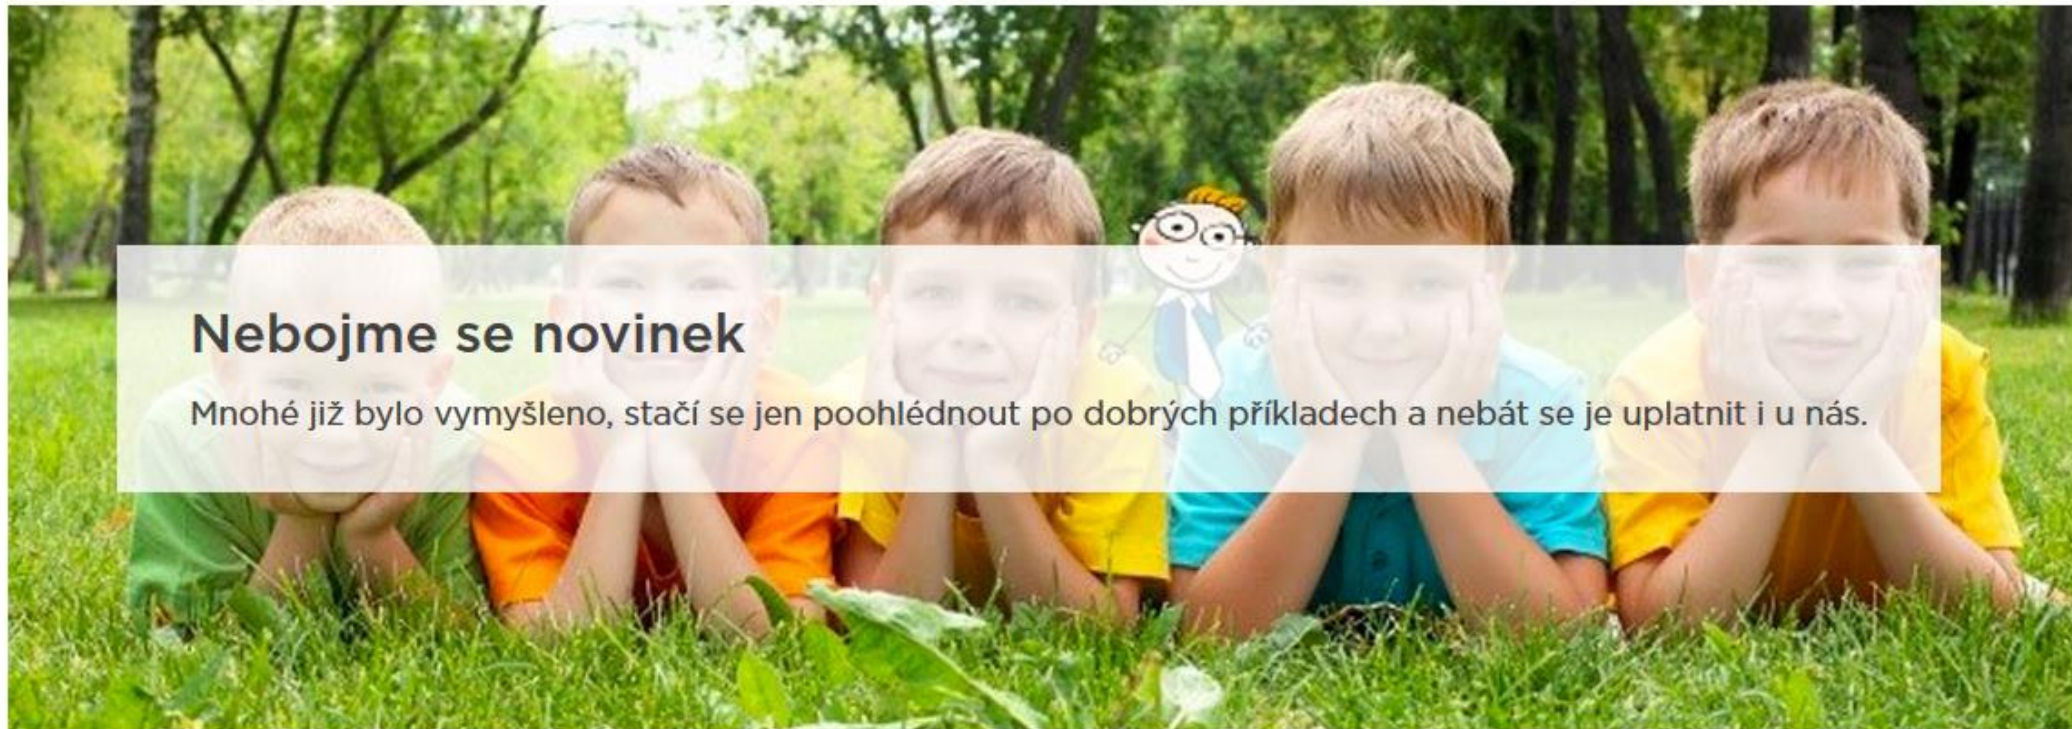 Nebojme se novinek
Mnohé již bylo vymyšleno, stačí se jen poohlédnout po dobrých příkladech a nebát se je uplatnit i u nás.